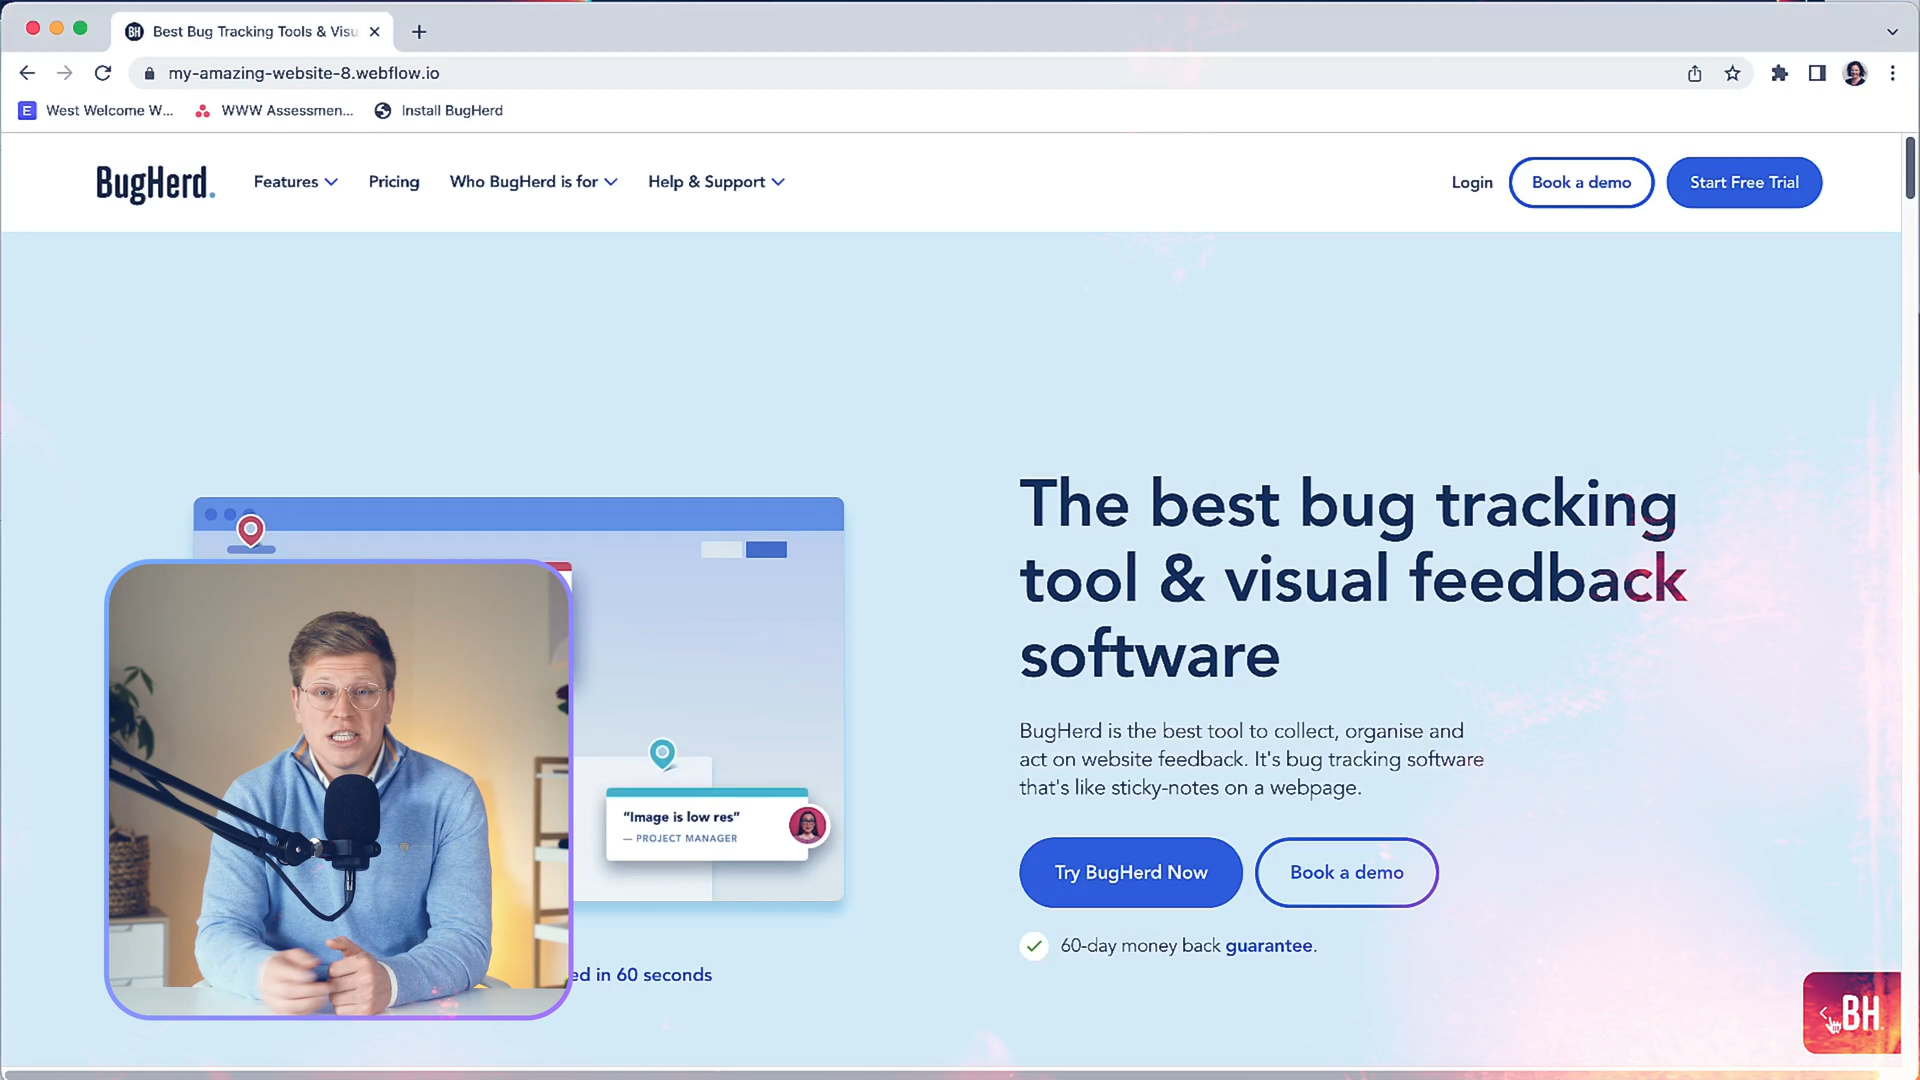 BH Best Bug Tracking Tools & Visu
my-amazing-website-8.webflow.io
E West Welcome W... WWW Assessmen... Install BugHerd
BugHerd. Features Pricing Who BugHerd is for Help & Support Login Book a demo Start Free Trial
The best bug tracking
tool & visual feedback
software
BugHerd is the best tool to collect, organise and
act on website feedback. It's bug tracking software
that's like sticky-notes on a webpage.
Try BugHerd Now Book a demo
60-day money back guarantee.
“Image is low res”
— PROJECT MANAGER
ed in 60 seconds
BH